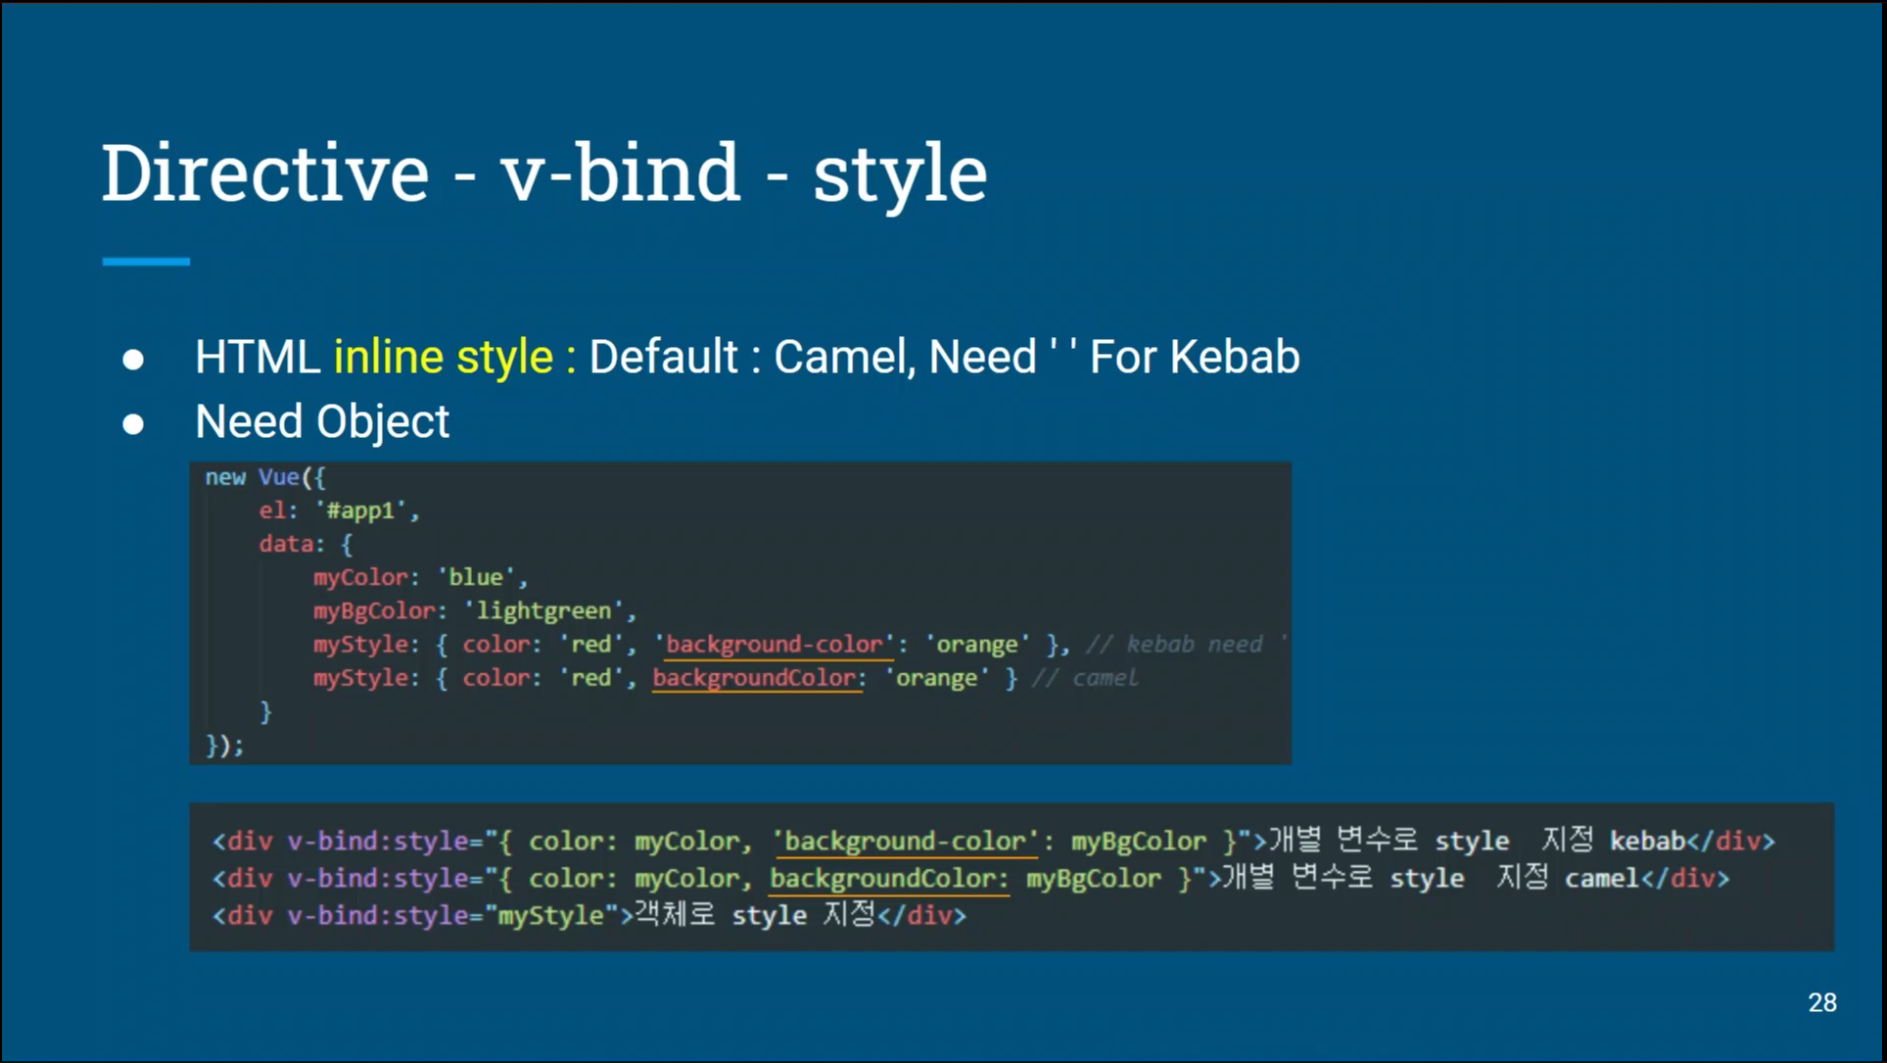 Directive - v-bind - style
● HTML inline style : Default : Camel, Need ' ' For Kebab
● Need Object
new Vue({
    el: '#app1',
    data: {
        myColor: 'blue',
        myBgColor: 'lightgreen',
        myStyle: { color: 'red', 'background-color': 'orange' }, // kebab need '
        myStyle: { color: 'red', backgroundColor: 'orange' } // camel
    }
});
<div v-bind:style="{ color: myColor, 'background-color': myBgColor }">개별 변수로 style  지정 kebab</div>
<div v-bind:style="{ color: myColor, backgroundColor: myBgColor }">개별 변수로 style  지정 camel</div>
<div v-bind:style="myStyle">객체로 style 지정</div>
28